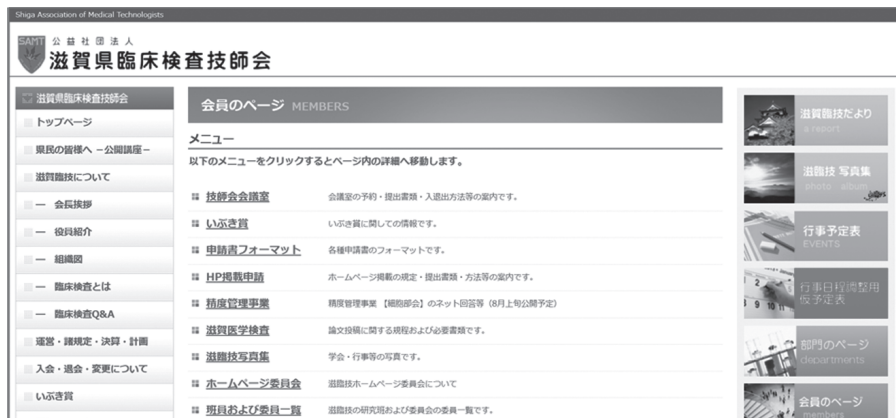 Shiga Association of Medical Technologists
SAMT 公益社団法人
滋賀県臨床検査技師会
滋賀県臨床検査技師会
トップページ
県民の皆様へ －公開講座－
滋賀臨技について
― 会長挨拶
― 役員紹介
― 組織図
― 臨床検査とは
― 臨床検査Q&A
運営・諸規定・決算・計画
入会・退会・変更について
いぶき賞
会員のページ MEMBERS
メニュー
以下のメニューをクリックするとページ内の詳細へ移動します。
技師会会議室 会議室の予約・提出書類・入退出方法等の案内です。
いぶき賞 いぶき賞に関しての情報です。
申請書フォーマット 各種申請書のフォーマットです。
HP掲載申請 ホームページ掲載の規定・提出書類・方法等の案内です。
精度管理事業 精度管理事業 【細胞部会】のネット回答等（8月上旬公開予定）
滋賀医学検査 論文投稿に関する規程および必要書類です。
滋臨技写真集 学会・行事等の写真です。
ホームページ委員会 滋臨技ホームページ委員会について
班員および委員一覧 滋臨技の研究班および委員会の委員一覧です。
滋賀臨技だより
a report
滋臨技 写真集
photo album
行事予定表
EVENTS
行事日程調整用
仮予定表
部門のページ
departments
会員のページ
members